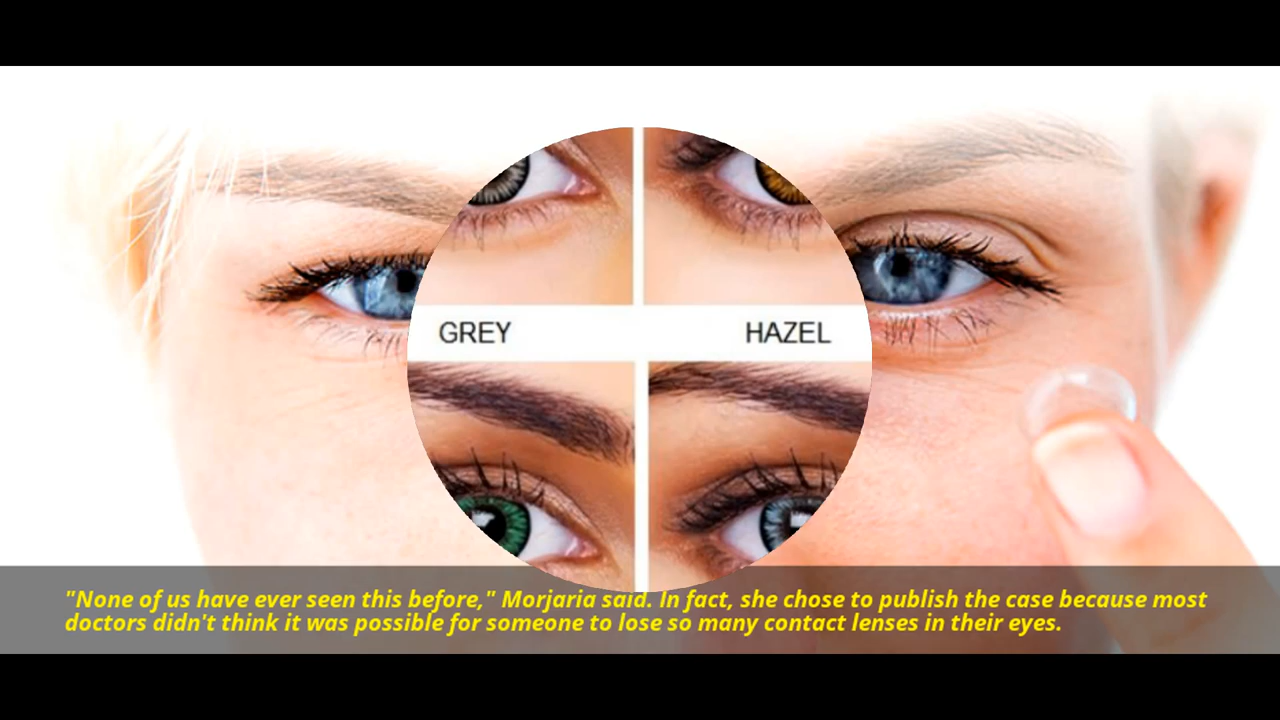 GREY HAZEL
"None of us have ever seen this before," Morjaria said. In fact, she chose to publish the case because most
doctors didn't think it was possible for someone to lose so many contact lenses in their eyes.